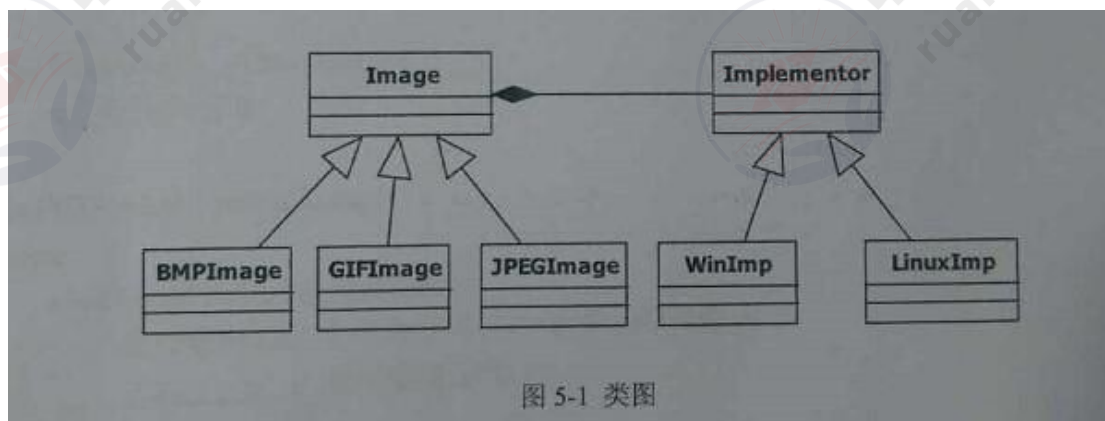 Image
Implementor
BMPImage
GIFImage
JPEGImage
WinImp
LinuxImp
图 5-1 类图